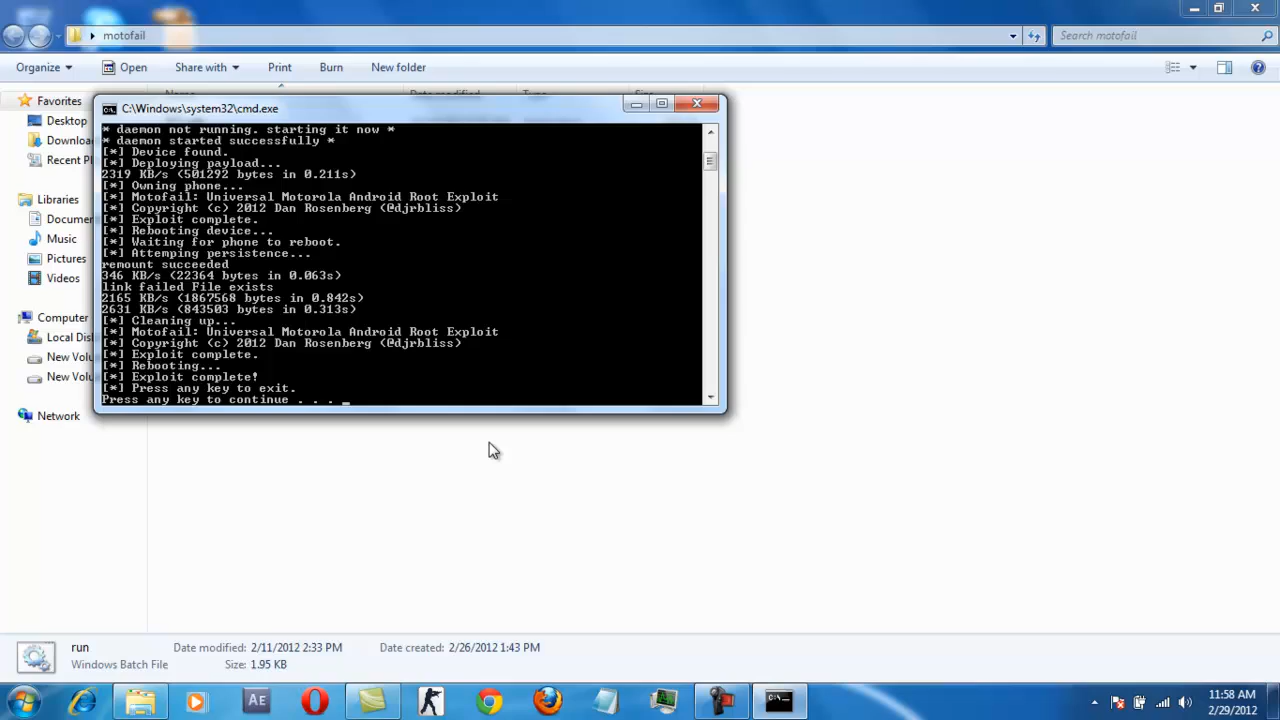 motofail
Search motofail
Organize
Open
Share with
Print
Burn
New folder
Favorites
Desktop
Recent
Libraries
Music
Pictures
Videos
Computer
Local
New
New
Network
C:\Windows\system32\cmd.exe
* daemon not running. starting it now *
* daemon started successfully *
[*] Device found.
[*] Deploying payload...
2319 KB/s (501292 bytes in 0.211s)
[*] Owning phone...
[*] Motofail: Universal Motorola Android Root Exploit
[*] Copyright (c) 2012 Dan Rosenberg (@djrbliss)
[*] Exploit complete.
[*] Rebooting device...
[*] Waiting for phone to reboot.
[*] Attemping persistence...
remount succeeded
346 KB/s (22364 bytes in 0.063s)
link failed File exists
2165 KB/s (1867568 bytes in 0.842s)
2631 KB/s (843503 bytes in 0.313s)
[*] Cleaning up...
[*] Motofail: Universal Motorola Android Root Exploit
[*] Copyright (c) 2012 Dan Rosenberg (@djrbliss)
[*] Exploit complete.
[*] Rebooting...
[*] Exploit complete!
[*] Press any key to exit.
Press any key to continue . . . _
run
Date modified: 2/11/2012 2:33 PM
Date created: 2/26/2012 1:43 PM
Windows Batch File
Size: 1.95 KB
AE
11:58 AM
2/29/2012